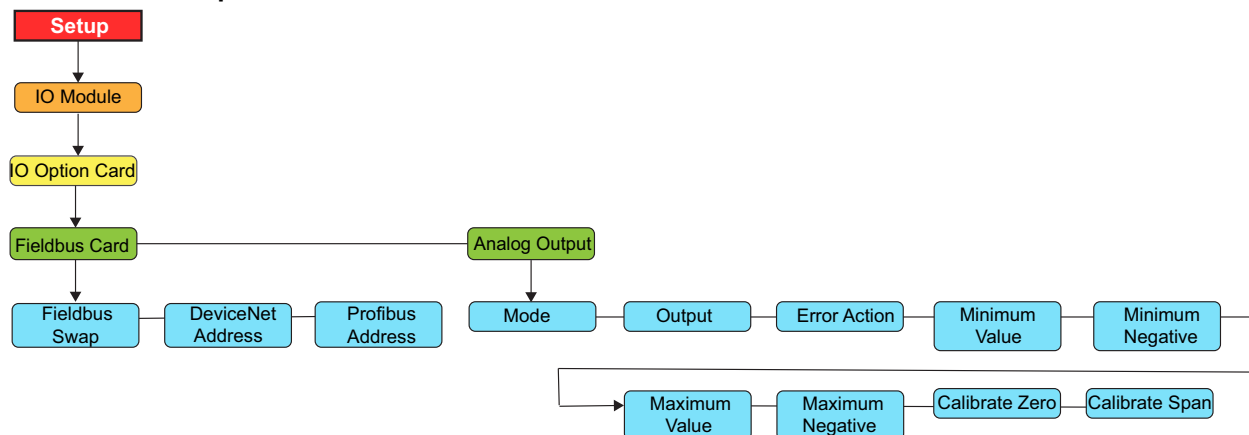 Setup
IO Module
IO Option Card
Fieldbus Card
Analog Output
Fieldbus
Swap
DeviceNet
Address
Profibus
Address
Mode
Output
Error Action
Minimum
Value
Minimum
Negative
Maximum
Value
Maximum
Negative
Calibrate Zero
Calibrate Span